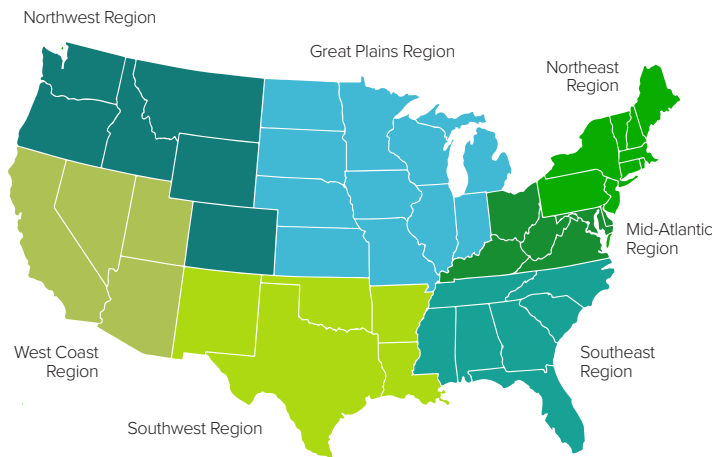 Northwest Region
Great Plains Region
Northeast
Region
Mid-Atlantic
Region
West Coast
Region
Southeast
Region
Southwest Region